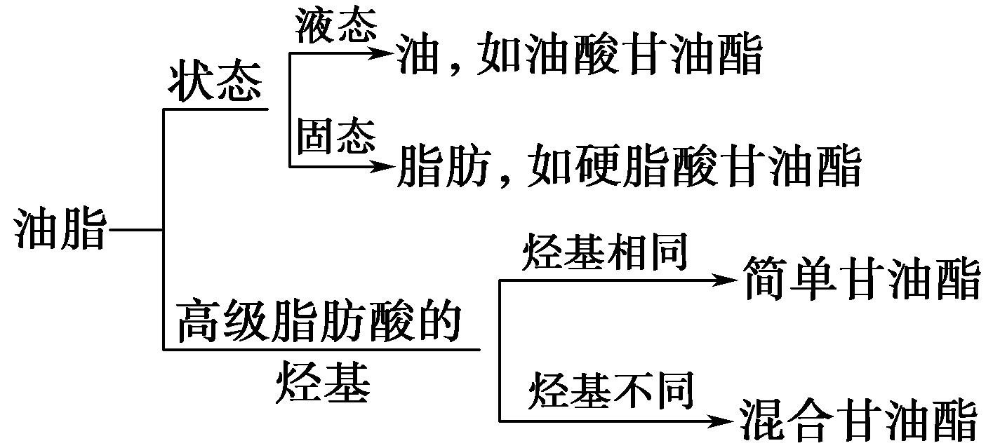 液态
油，如油酸甘油酯
状态
固态
脂肪，如硬脂酸甘油酯
油脂
烃基相同
简单甘油酯
高级脂肪酸的
烃基
烃基不同
混合甘油酯